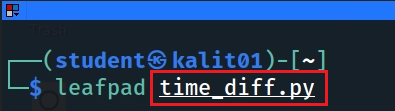 (student㉿kalit01)-[~]
$ leafpad time_diff.py